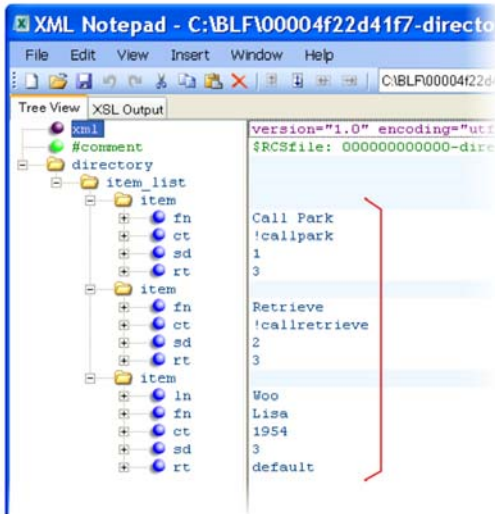 XML Notepad - C:\BLF\00004f22d41f7-directo
File Edit View Insert Window Help
C:\BLF\00004f22d4
Tree View XSL Output
xml version="1.0" encoding="utf
#comment $RCSfile: 000000000000-dire
directory
item_list
item
fn Call Park
ct !callpark
sd 1
rt 3
item
fn Retrieve
ct !callretrieve
sd 2
rt 3
item
ln Woo
fn Lisa
ct 1954
sd 3
rt default